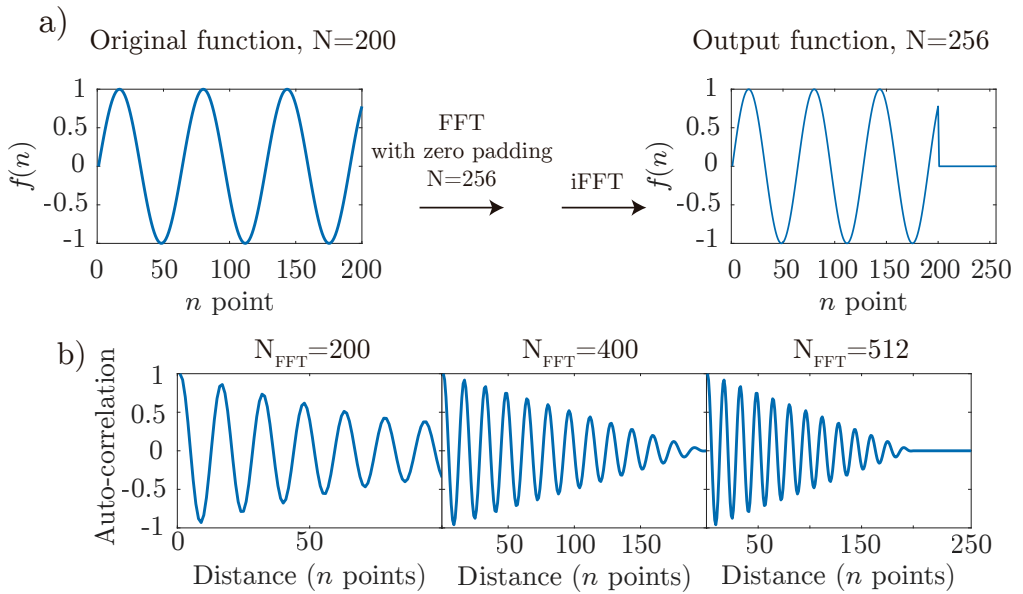 a)
Original function, N=200
1
0.5
0
-0.5
-1
f(n)
0 50 100 150 200
n point
FFT
with zero padding
N=256
iFFT
Output function, N=256
1
0.5
0
-0.5
-1
f(n)
0 50 100 150 200 250
n point
b)
N_FFT=200
N_FFT=400
N_FFT=512
Auto-correlation
1
0.5
0
-0.5
-1
0 50
50 100 150
50 150 250
Distance (n points)
Distance (n points)
Distance (n points)